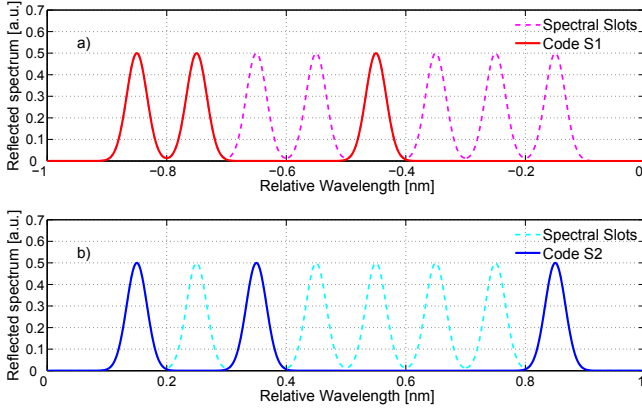 Reflected spectrum [a.u.]
0.7
0.6
0.5
0.4
0.3
0.2
0.1
0
a)
Spectral Slots
Code S1
−1 −0.8 −0.6 −0.4 −0.2 0
Relative Wavelength [nm]
Reflected spectrum [a.u.]
0.7
0.6
0.5
0.4
0.3
0.2
0.1
0
b)
Spectral Slots
Code S2
0 0.2 0.4 0.6 0.8 1
Relative Wavelength [nm]